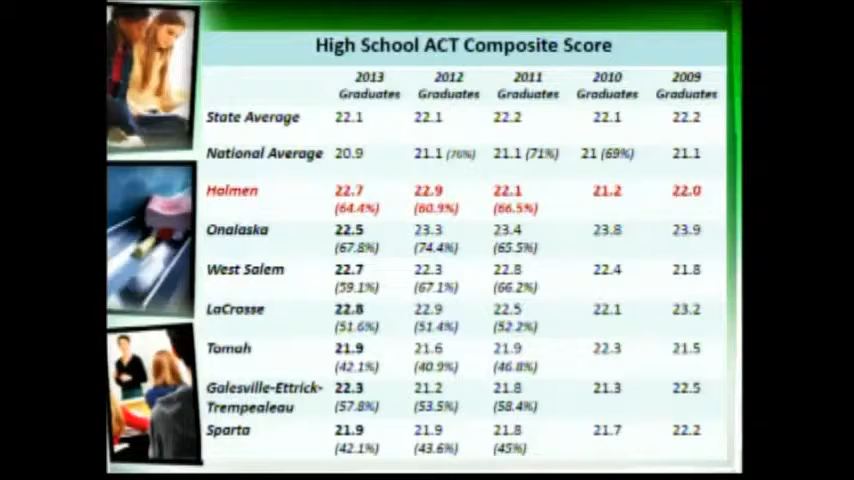 High School ACT Composite Score
2013 2012 2011 2010 2009
Graduates Graduates Graduates Graduates Graduates
State Average 22.1 22.1 22.2 22.1 22.2
National Average 20.9 21.1 (70%) 21.1 (71%) 21 (69%) 21.1
Holmen 22.7 22.9 22.1 21.2 22.0
(64.4%) (60.9%) (66.5%)
Onalaska 22.5 23.3 23.4 23.8 23.9
(67.8%) (74.4%) (65.5%)
West Salem 22.7 22.3 22.8 22.4 21.8
(59.1%) (67.1%) (66.2%)
LaCrosse 22.8 22.9 22.5 22.1 23.2
(51.6%) (51.4%) (52.2%)
Tomah 21.9 21.6 21.9 22.3 21.5
(42.1%) (40.9%) (46.8%)
Galesville-Ettrick- 22.3 21.2 21.8 21.3 22.5
Trempealeau (57.8%) (53.5%) (58.4%)
Sparta 21.9 21.9 21.8 21.7 22.2
(42.1%) (43.6%) (45%)